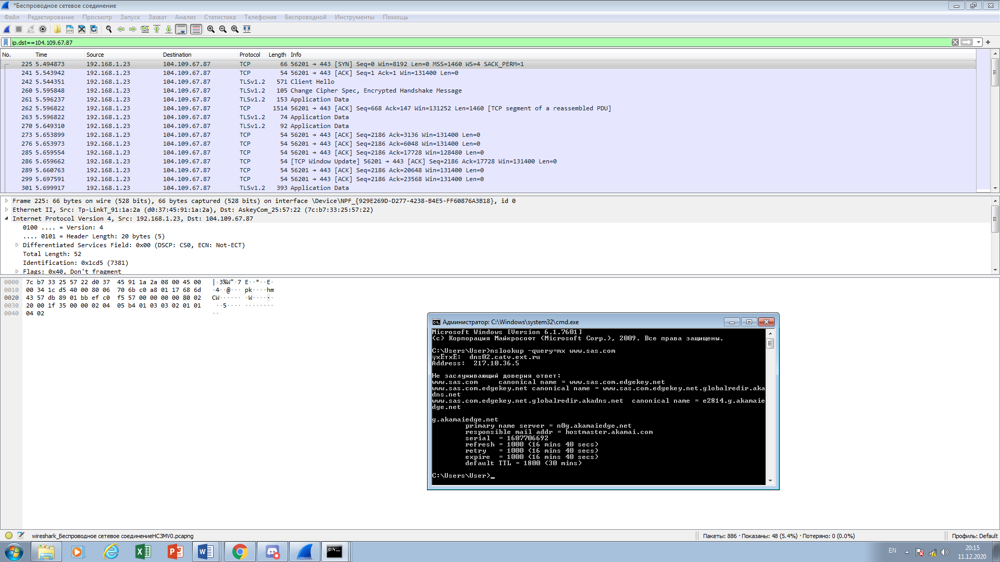 *Беспроводное сетевое соединение
Файл Редактирование Просмотр Запуск Захват Анализ Статистика Телефония Беспроводной Инструменты Помощь
ip.dst==104.109.67.87
No. Time Source Destination Protocol Length Info
225 5.494873 192.168.1.23 104.109.67.87 TCP 66 56201 → 443 [SYN] Seq=0 Win=8192 Len=0 MSS=1460 WS=4 SACK_PERM=1
241 5.543942 192.168.1.23 104.109.67.87 TCP 54 56201 → 443 [ACK] Seq=1 Ack=1 Win=131400 Len=0
242 5.544351 192.168.1.23 104.109.67.87 TLSv1.2 571 Client Hello
260 5.595848 192.168.1.23 104.109.67.87 TLSv1.2 105 Change Cipher Spec, Encrypted Handshake Message
261 5.596237 192.168.1.23 104.109.67.87 TLSv1.2 153 Application Data
262 5.596822 192.168.1.23 104.109.67.87 TCP 1514 56201 → 443 [ACK] Seq=668 Ack=147 Win=131252 Len=1460 [TCP segment of a reassembled PDU]
263 5.596822 192.168.1.23 104.109.67.87 TLSv1.2 74 Application Data
270 5.649310 192.168.1.23 104.109.67.87 TLSv1.2 92 Application Data
273 5.653899 192.168.1.23 104.109.67.87 TCP 54 56201 → 443 [ACK] Seq=2186 Ack=3136 Win=131400 Len=0
276 5.653973 192.168.1.23 104.109.67.87 TCP 54 56201 → 443 [ACK] Seq=2186 Ack=6048 Win=131400 Len=0
285 5.659554 192.168.1.23 104.109.67.87 TCP 54 56201 → 443 [ACK] Seq=2186 Ack=17728 Win=128480 Len=0
286 5.659662 192.168.1.23 104.109.67.87 TCP 54 [TCP Window Update] 56201 → 443 [ACK] Seq=2186 Ack=17728 Win=131400 Len=0
289 5.660763 192.168.1.23 104.109.67.87 TCP 54 56201 → 443 [ACK] Seq=2186 Ack=20648 Win=131400 Len=0
299 5.697591 192.168.1.23 104.109.67.87 TCP 54 56201 → 443 [ACK] Seq=2186 Ack=23568 Win=131400 Len=0
301 5.699917 192.168.1.23 104.109.67.87 TLSv1.2 393 Application Data
Frame 225: 66 bytes on wire (528 bits), 66 bytes captured (528 bits) on interface \Device\NPF_{929E269D-D277-4238-B4E5-FF60876A3B18}, id 0
Ethernet II, Src: Tp-LinkT_91:1a:2a (d0:37:45:91:1a:2a), Dst: AskeyCom_25:57:22 (7c:b7:33:25:57:22)
Internet Protocol Version 4, Src: 192.168.1.23, Dst: 104.109.67.87
0100 .... = Version: 4
.... 0101 = Header Length: 20 bytes (5)
Differentiated Services Field: 0x00 (DSCP: CS0, ECN: Not-ECT)
Total Length: 52
Identification: 0x1cd5 (7381)
Flags: 0x40, Don't fragment
0000 7c b7 33 25 57 22 d0 37 45 91 1a 2a 08 00 45 00 |·3%W"·7 E··*··E·
0010 00 34 1c d5 40 00 80 06 70 6b c0 a8 01 17 68 6d ·4··@··· pk····hm
0020 43 57 db 89 01 bb ef c0 f5 57 00 00 00 00 80 02 CW······ ·W······
0030 20 00 1f 35 00 00 02 04 05 b4 01 03 03 02 01 01 ··5···· ········
0040 04 02 ··
Администратор: C:\Windows\system32\cmd.exe
Microsoft Windows [Version 6.1.7601]
(c) Корпорация Майкрософт (Microsoft Corp.), 2009. Все права защищены.
C:\Users\User>nslookup -query=mx www.sas.com
╤хЁтхЁ: dns02.catv.ext.ru
Address: 217.10.36.5
Не заслуживающий доверия ответ:
www.sas.com canonical name = www.sas.com.edgekey.net
www.sas.com.edgekey.net canonical name = www.sas.com.edgekey.net.globalredir.aka
dns.net
www.sas.com.edgekey.net.globalredir.akadns.net canonical name = e2814.g.akamaie
dge.net
g.akamaiedge.net
primary name server = n0g.akamaiedge.net
responsible mail addr = hostmaster.akamai.com
serial = 1607706692
refresh = 1000 (16 mins 40 secs)
retry = 1000 (16 mins 40 secs)
expire = 1000 (16 mins 40 secs)
default TTL = 1800 (30 mins)
C:\Users\User>_
wireshark_Беспроводное сетевое соединениеHC3MV0.pcapng
Пакеты: 886 · Показаны: 48 (5.4%) · Потеряно: 0 (0.0%)
Профиль: Default
EN
20:15
11.12.2020